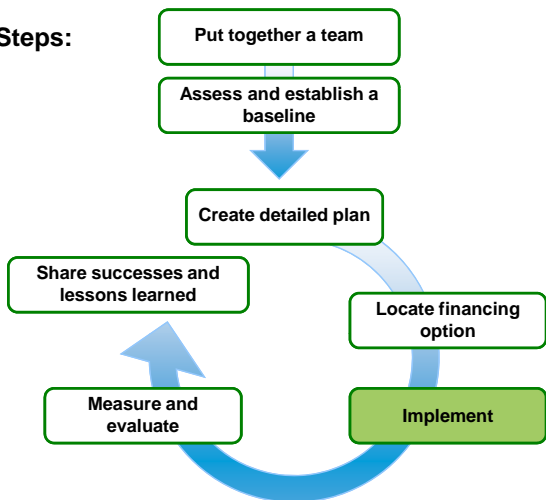 Steps:
Put together a team
Assess and establish a
baseline
Create detailed plan
Share successes and
lessons learned
Locate financing
option
Measure and
evaluate
Implement